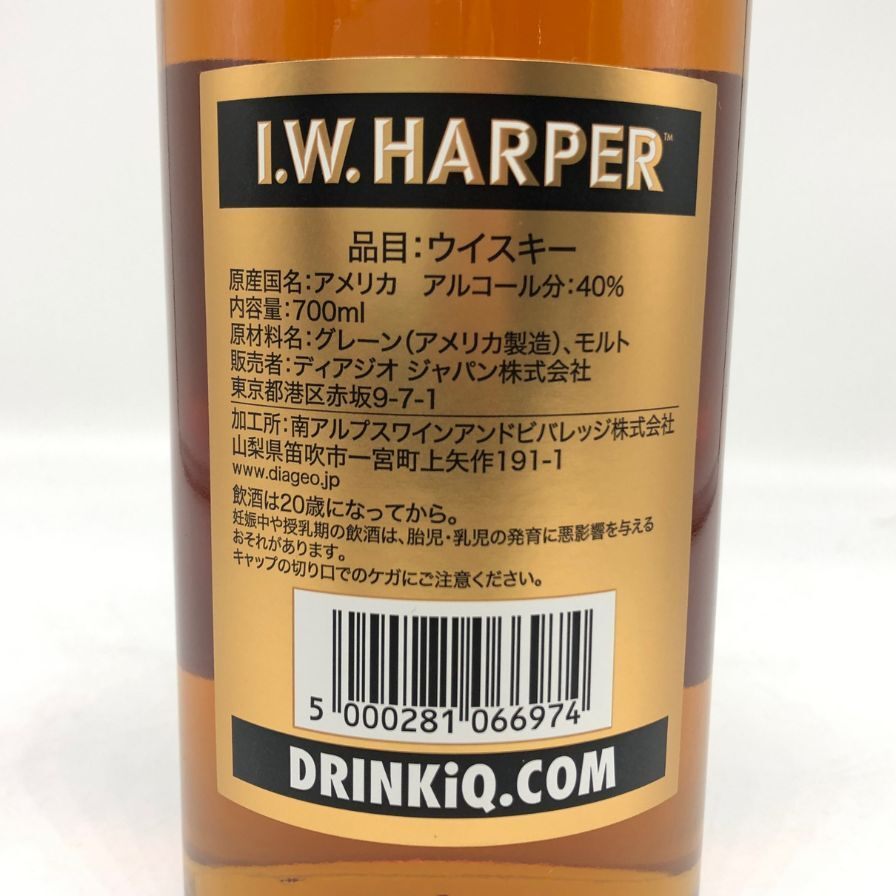 I.W. HARPER™
品目：ウイスキー
原産国名：アメリカ　アルコール分：40%
内容量：700ml
原材料名：グレーン（アメリカ製造）、モルト
販売者：ディアジオ ジャパン株式会社
東京都港区赤坂9-7-1
加工所：南アルプスワインアンドビバレッジ株式会社
山梨県笛吹市一宮町上矢作191-1
www.diageo.jp
飲酒は20歳になってから。
妊娠中や授乳期の飲酒は、胎児・乳児の発育に悪影響を与える
おそれがあります。
キャップの切り口でのケガにご注意ください。
5 000281 066974
DRINKiQ.COM